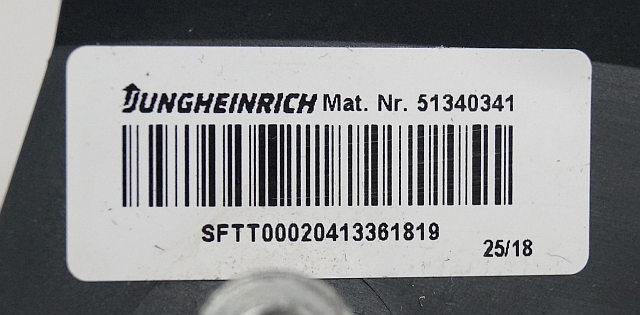 JUNGHEINRICH Mat. Nr. 51340341
SFTT00020413361819
25/18